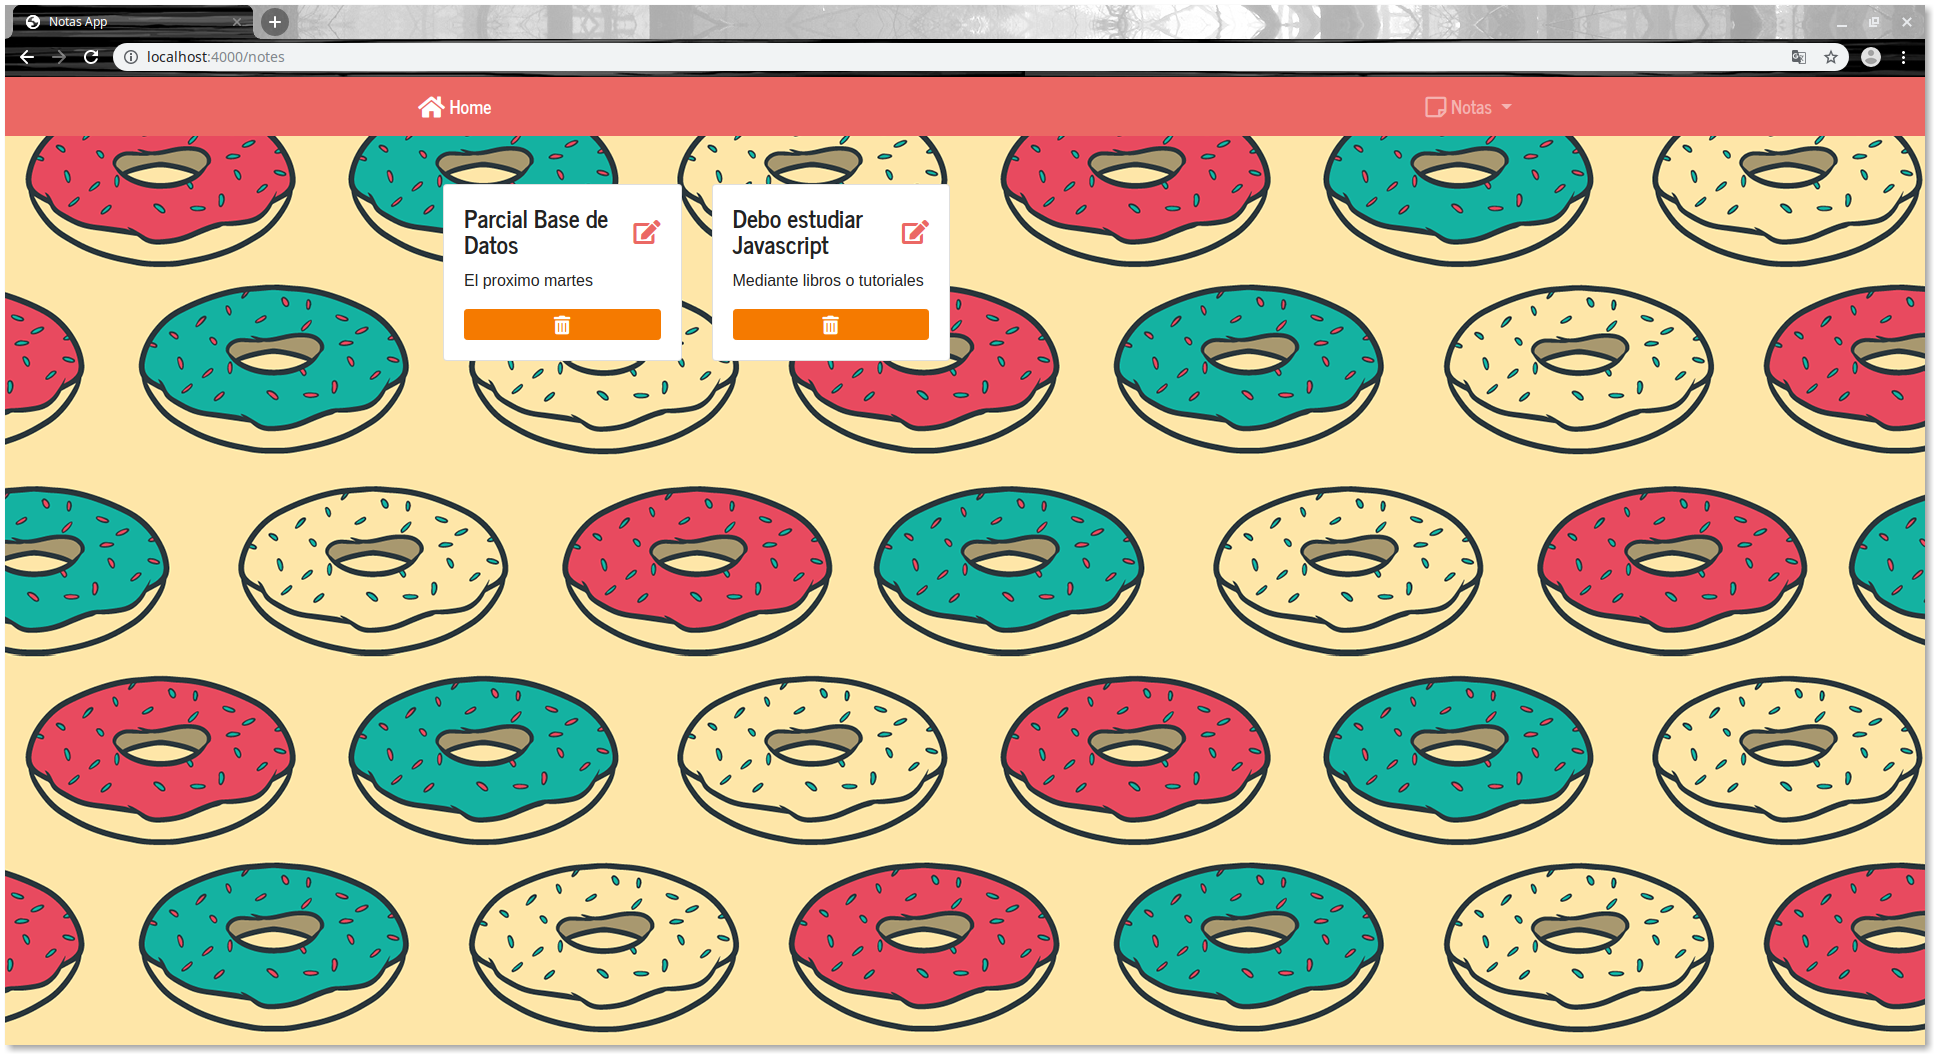 Notas App
localhost:4000/notes
Home
Notas
Parcial Base de
Datos
El proximo martes
Debo estudiar
Javascript
Mediante libros o tutoriales